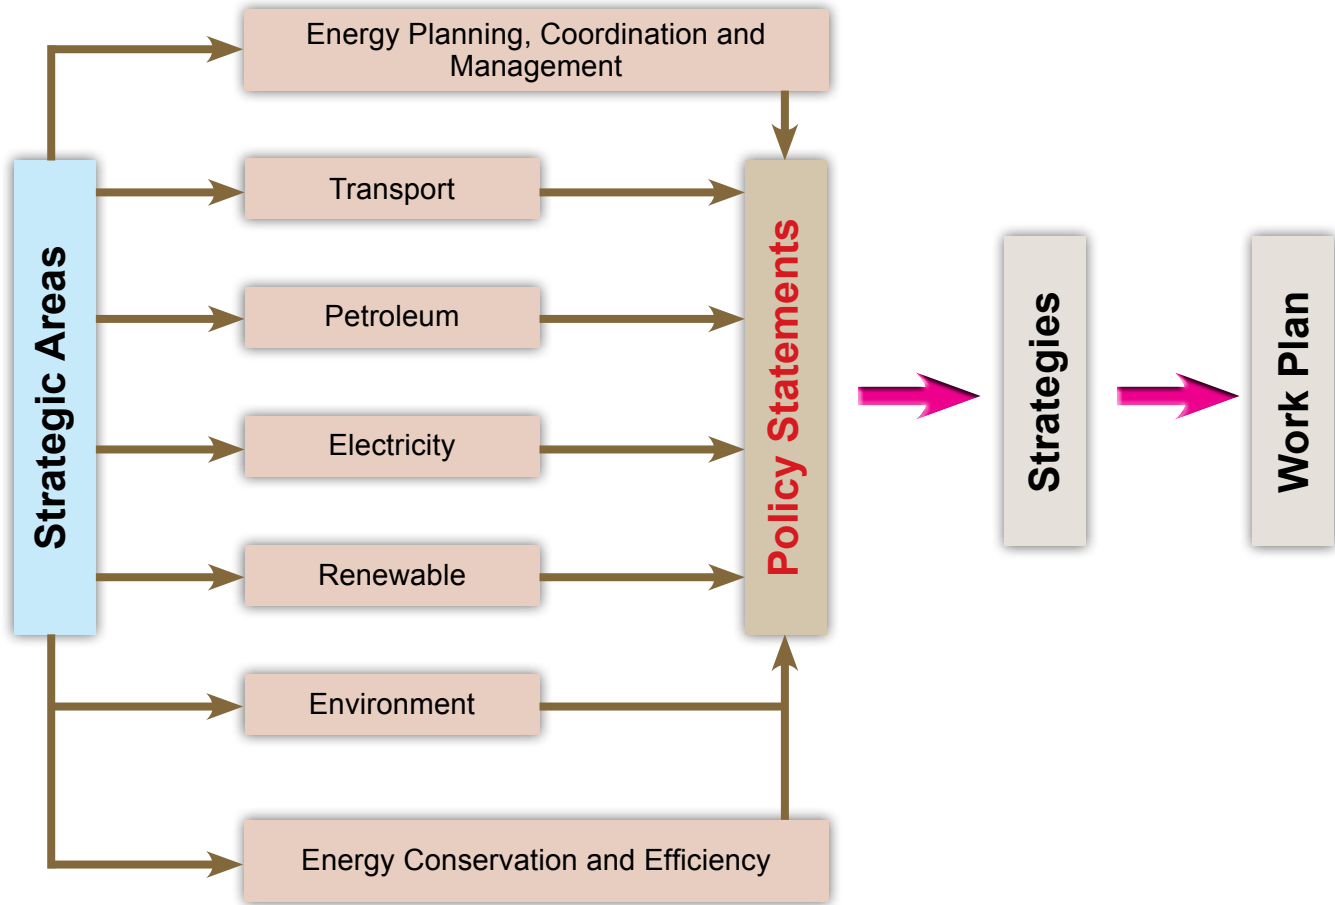 Energy Planning, Coordination and
Management
Strategic Areas
Transport
Petroleum
Electricity
Renewable
Environment
Energy Conservation and Efficiency
Policy Statements
Strategies
Work Plan